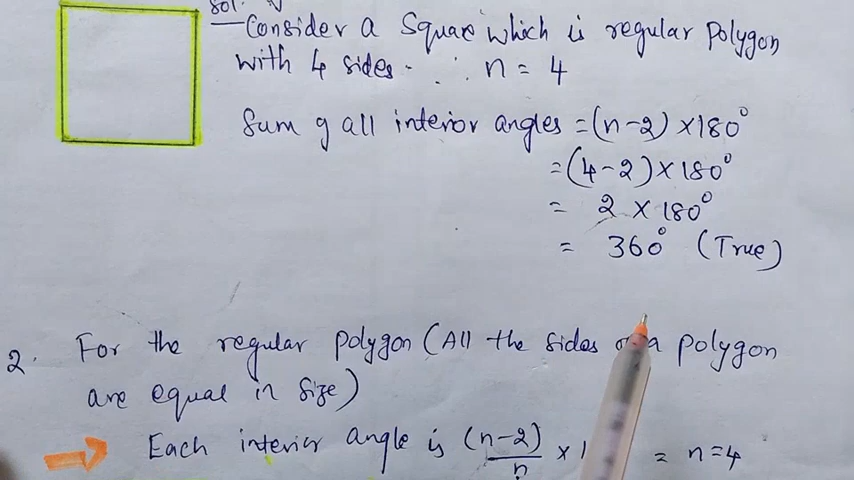 Sol:
Consider a Square which is regular polygon
with 4 sides. ∴ n = 4
Sum of all interior angles = (n-2) × 180°
= (4-2) × 180°
= 2 × 180°
= 360° (True)
2. For the regular polygon (All the sides of a polygon
are equal in size)
Each interior angle is (n-2)/n × 1 = n=4